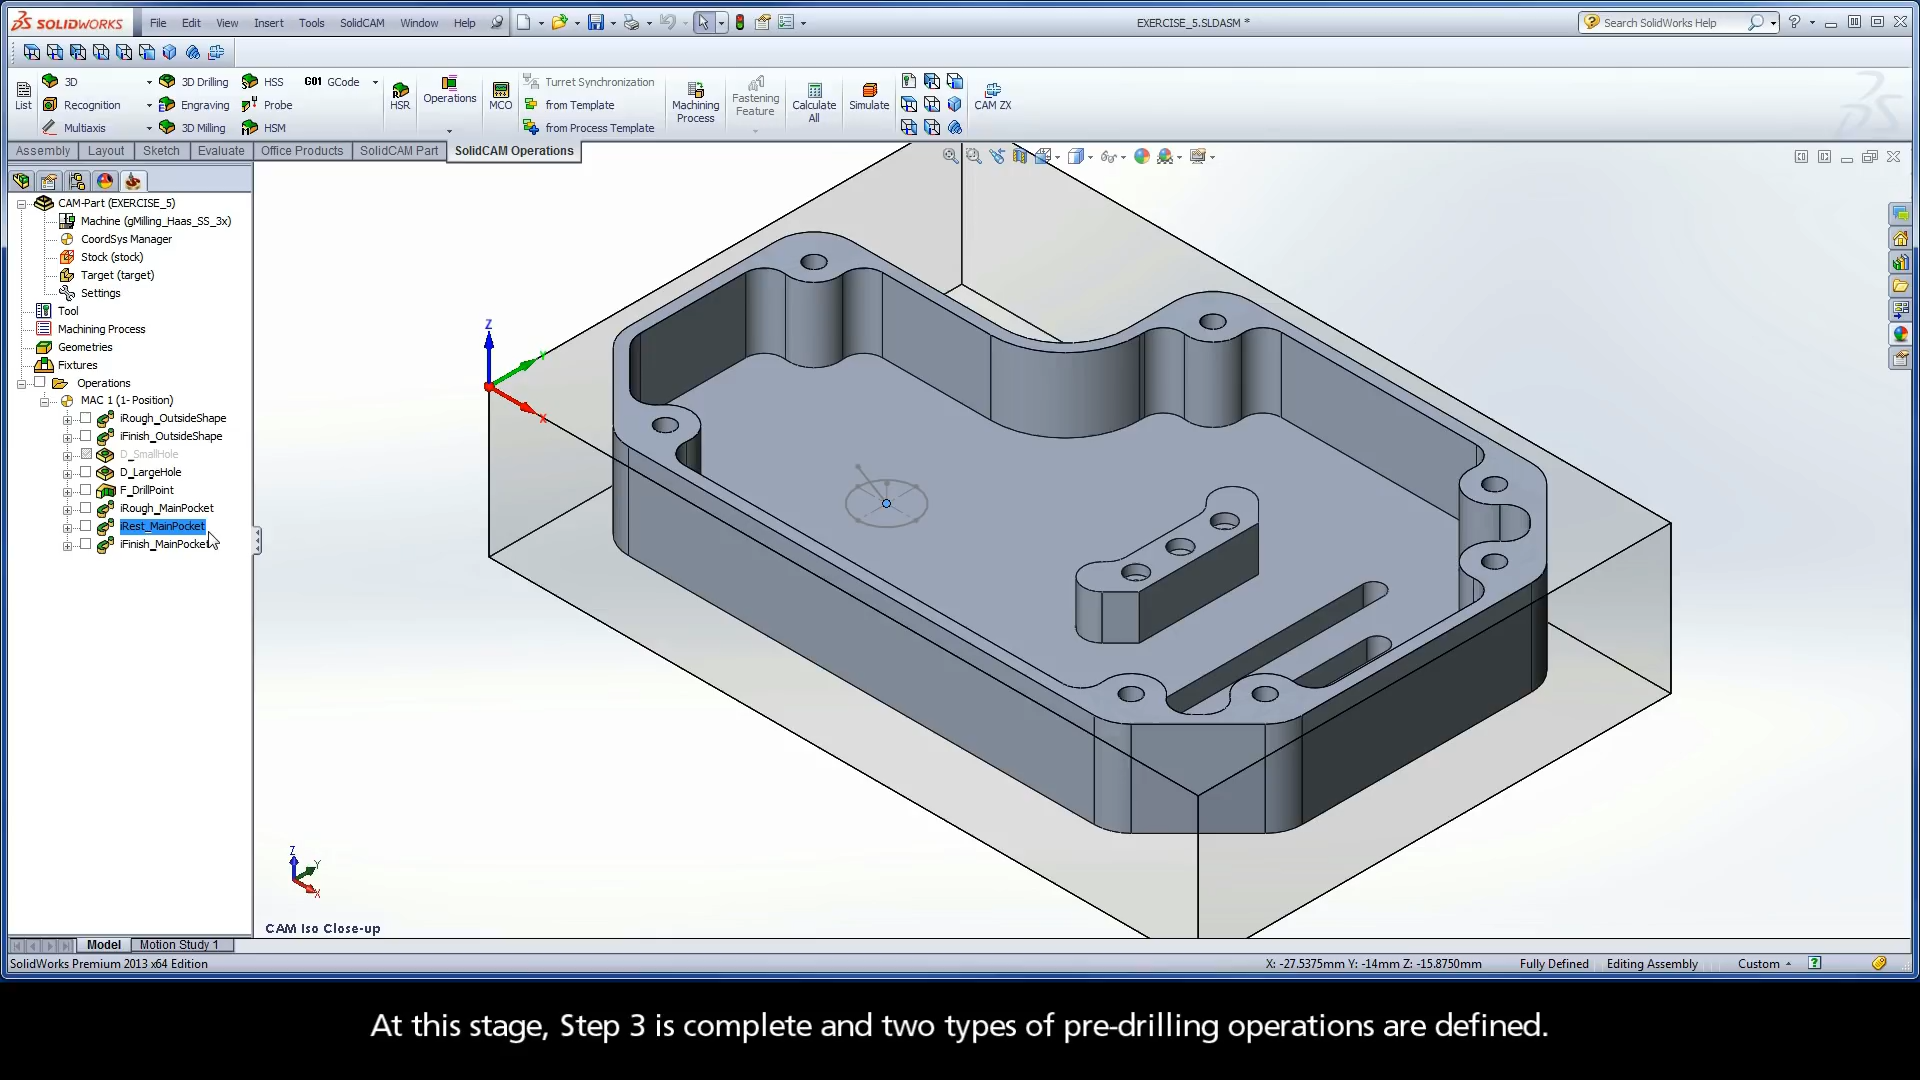 SOLIDWORKS File Edit View Insert Tools SolidCAM Window Help EXERCISE_5.SLDASM * Search SolidWorks Help
3D 3D Drilling HSS G01 GCode Turret Synchronization
List Recognition Engraving Probe HSR Operations MCO from Template Machining Process Fastening Feature Calculate All Simulate CAM ZX
Multiaxis 3D Milling HSM from Process Template
Assembly Layout Sketch Evaluate Office Products SolidCAM Part SolidCAM Operations
CAM-Part (EXERCISE_5)
Machine (gMilling_Haas_SS_3x)
CoordSys Manager
Stock (stock)
Target (target)
Settings
Tool
Machining Process
Geometries
Fixtures
Operations
MAC 1 (1- Position)
iRough_OutsideShape
iFinish_OutsideShape
D_SmallHole
D_LargeHole
F_DrillPoint
iRough_MainPocket
iRest_MainPocket
iFinish_MainPocket
Z
Y
X
Z
Y
X
CAM Iso Close-up
Model Motion Study 1
SolidWorks Premium 2013 x64 Edition X: -27.5375mm Y: -14mm Z: -15.8750mm Fully Defined Editing Assembly Custom
At this stage, Step 3 is complete and two types of pre-drilling operations are defined.